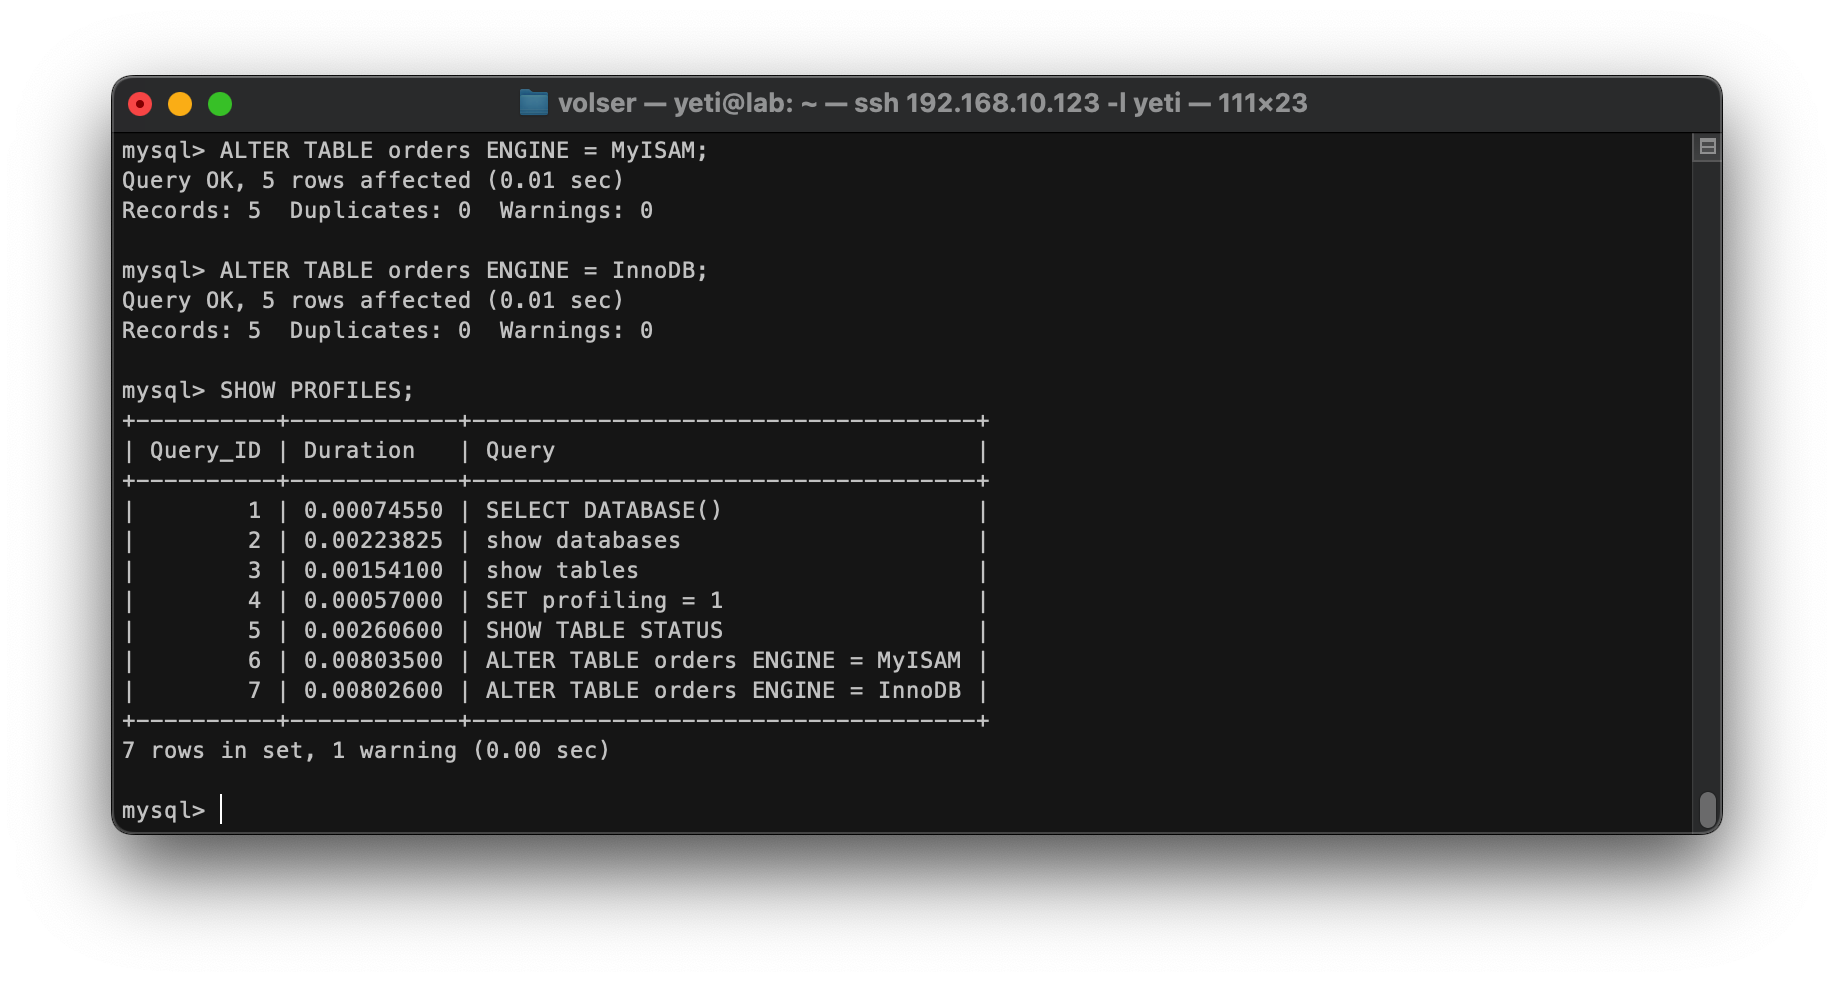 volser — yeti@lab: ~ — ssh 192.168.10.123 -l yeti — 111×23
mysql> ALTER TABLE orders ENGINE = MyISAM;
Query OK, 5 rows affected (0.01 sec)
Records: 5  Duplicates: 0  Warnings: 0

mysql> ALTER TABLE orders ENGINE = InnoDB;
Query OK, 5 rows affected (0.01 sec)
Records: 5  Duplicates: 0  Warnings: 0

mysql> SHOW PROFILES;
+----------+------------+------------------------------------+
| Query_ID | Duration   | Query                              |
+----------+------------+------------------------------------+
|        1 | 0.00074550 | SELECT DATABASE()                  |
|        2 | 0.00223825 | show databases                     |
|        3 | 0.00154100 | show tables                        |
|        4 | 0.00057000 | SET profiling = 1                  |
|        5 | 0.00260600 | SHOW TABLE STATUS                  |
|        6 | 0.00803500 | ALTER TABLE orders ENGINE = MyISAM |
|        7 | 0.00802600 | ALTER TABLE orders ENGINE = InnoDB |
+----------+------------+------------------------------------+
7 rows in set, 1 warning (0.00 sec)

mysql>